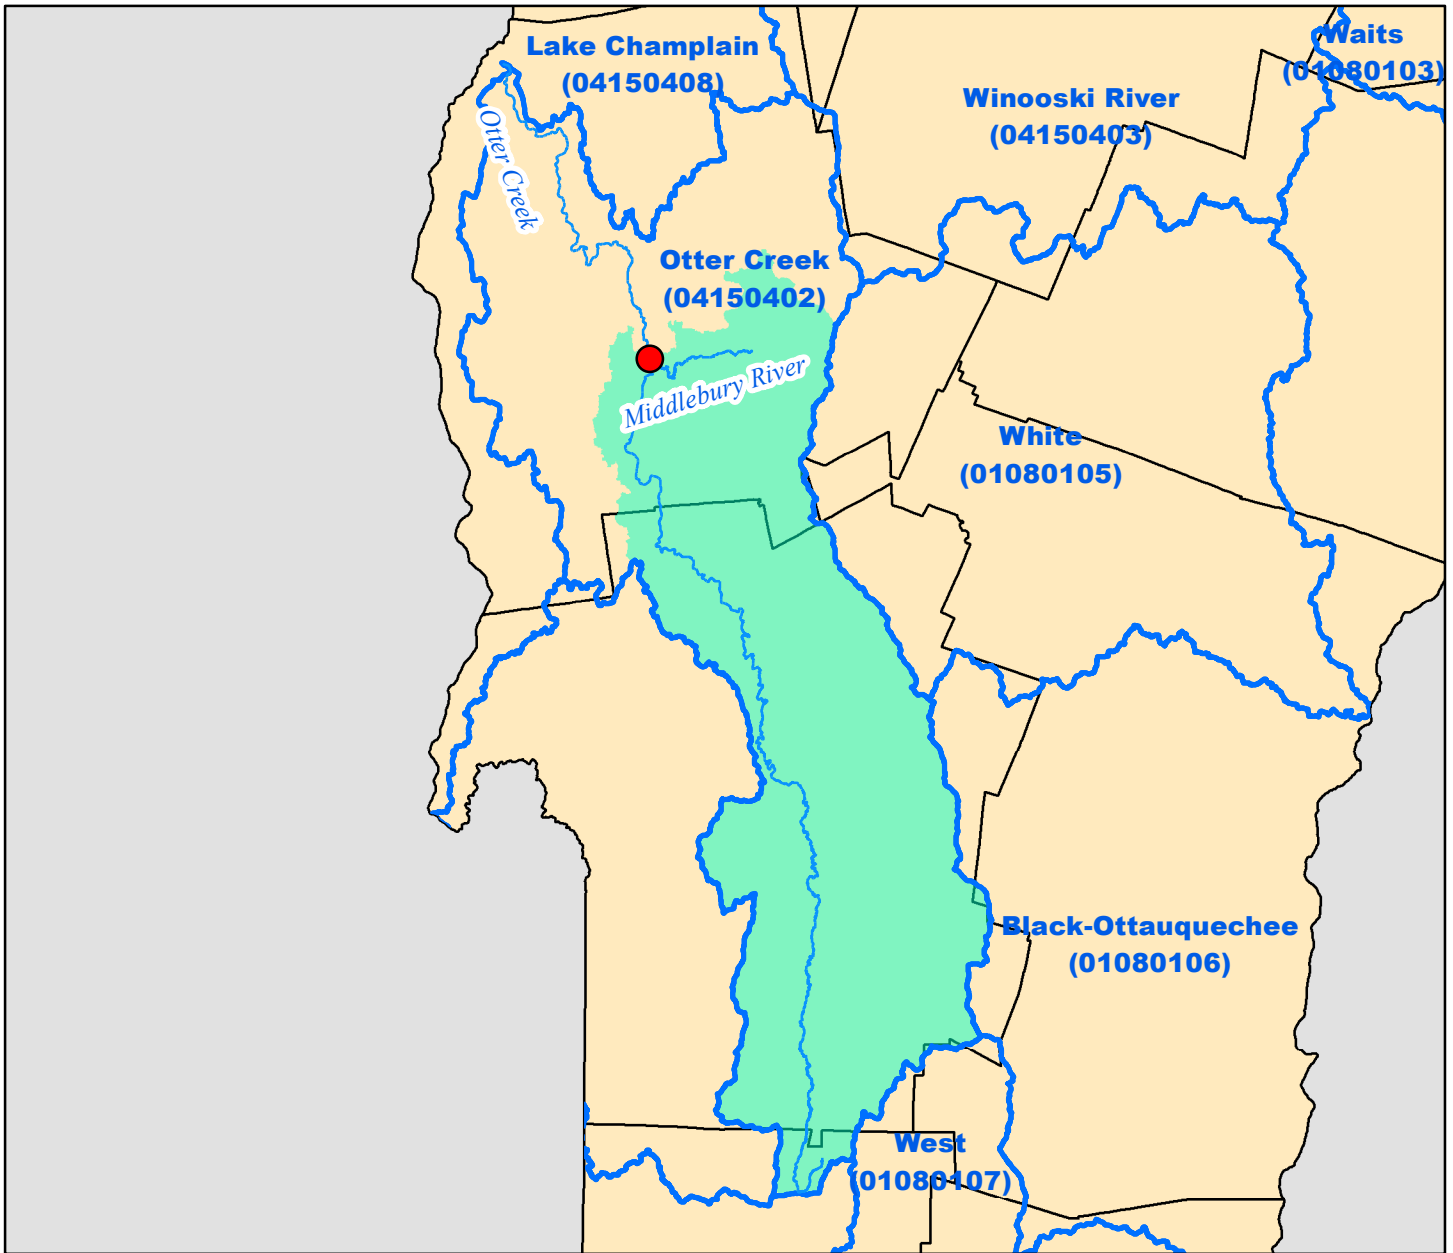 Lake Champlain
(04150408)
Waits
(01080103)
Winooski River
(04150403)
Otter Creek
Otter Creek
(04150402)
Middlebury River
White
(01080105)
Black-Ottauquechee
(01080106)
West
(01080107)